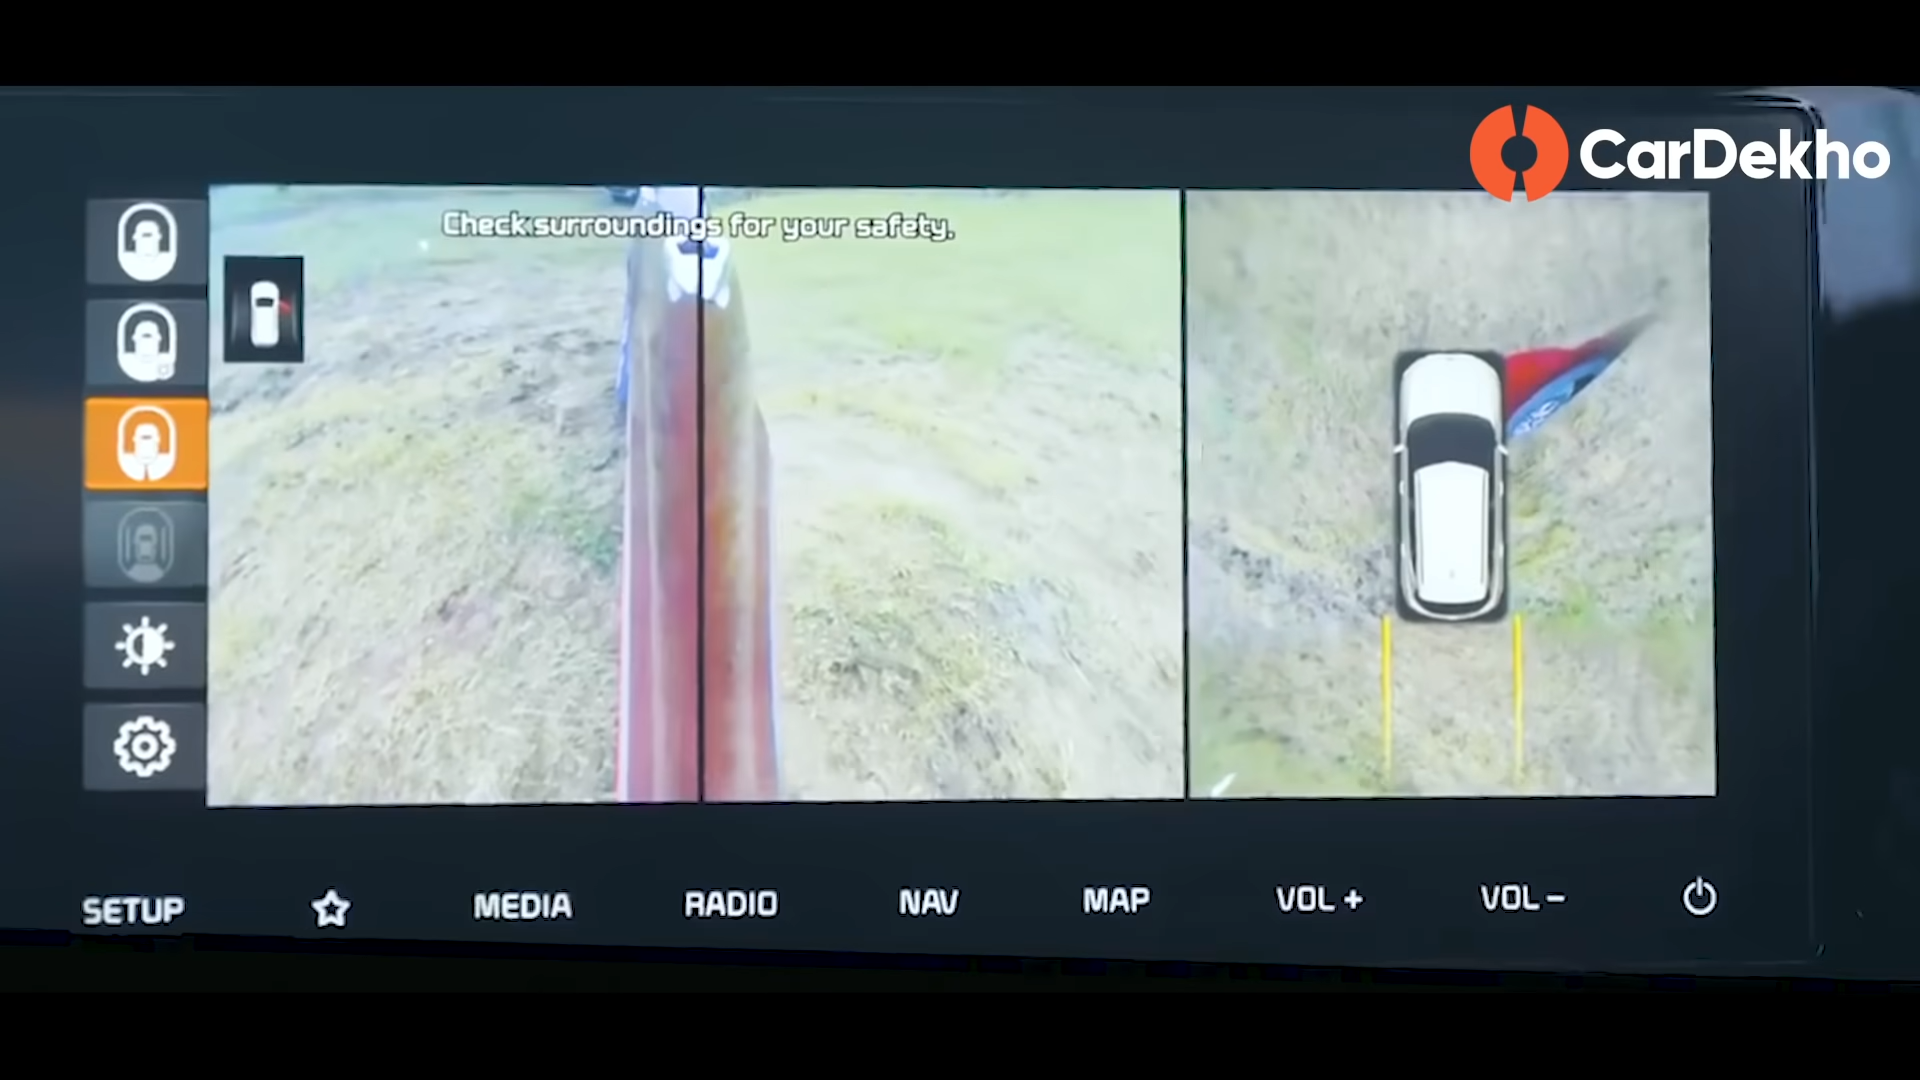 CarDekho
Check surroundings for your safety.
SETUP
MEDIA
RADIO
NAV
MAP
VOL +
VOL -